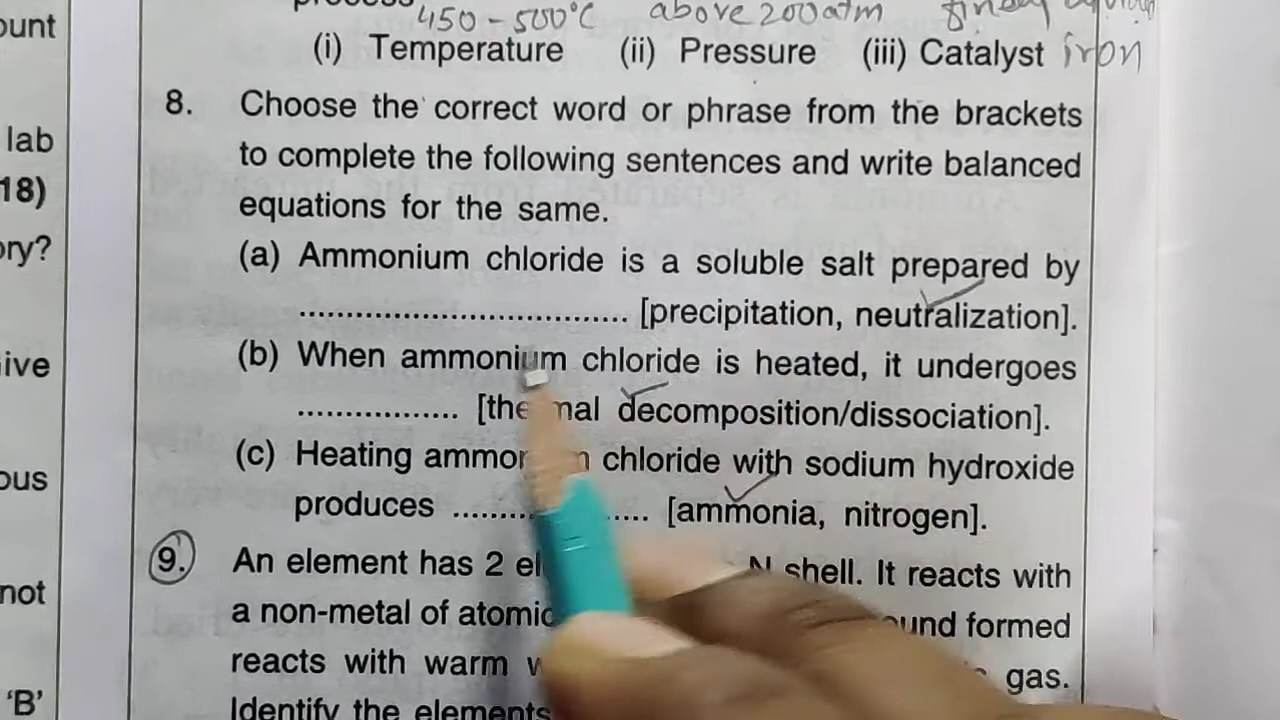 450-500°C above 200 atm
ount (i) Temperature (ii) Pressure (iii) Catalyst iron
8. Choose the correct word or phrase from the brackets
lab to complete the following sentences and write balanced
18) equations for the same.
ory? (a) Ammonium chloride is a soluble salt prepared by
................................. [precipitation, neutralization].
ive (b) When ammonium chloride is heated, it undergoes
................ [the mal decomposition/dissociation].
(c) Heating ammon chloride with sodium hydroxide
ous produces ........ .... [ammonia, nitrogen].
9. An element has 2 el N shell. It reacts with
not a non-metal of atomic und formed
reacts with warm w gas.
'B' Identify the elements